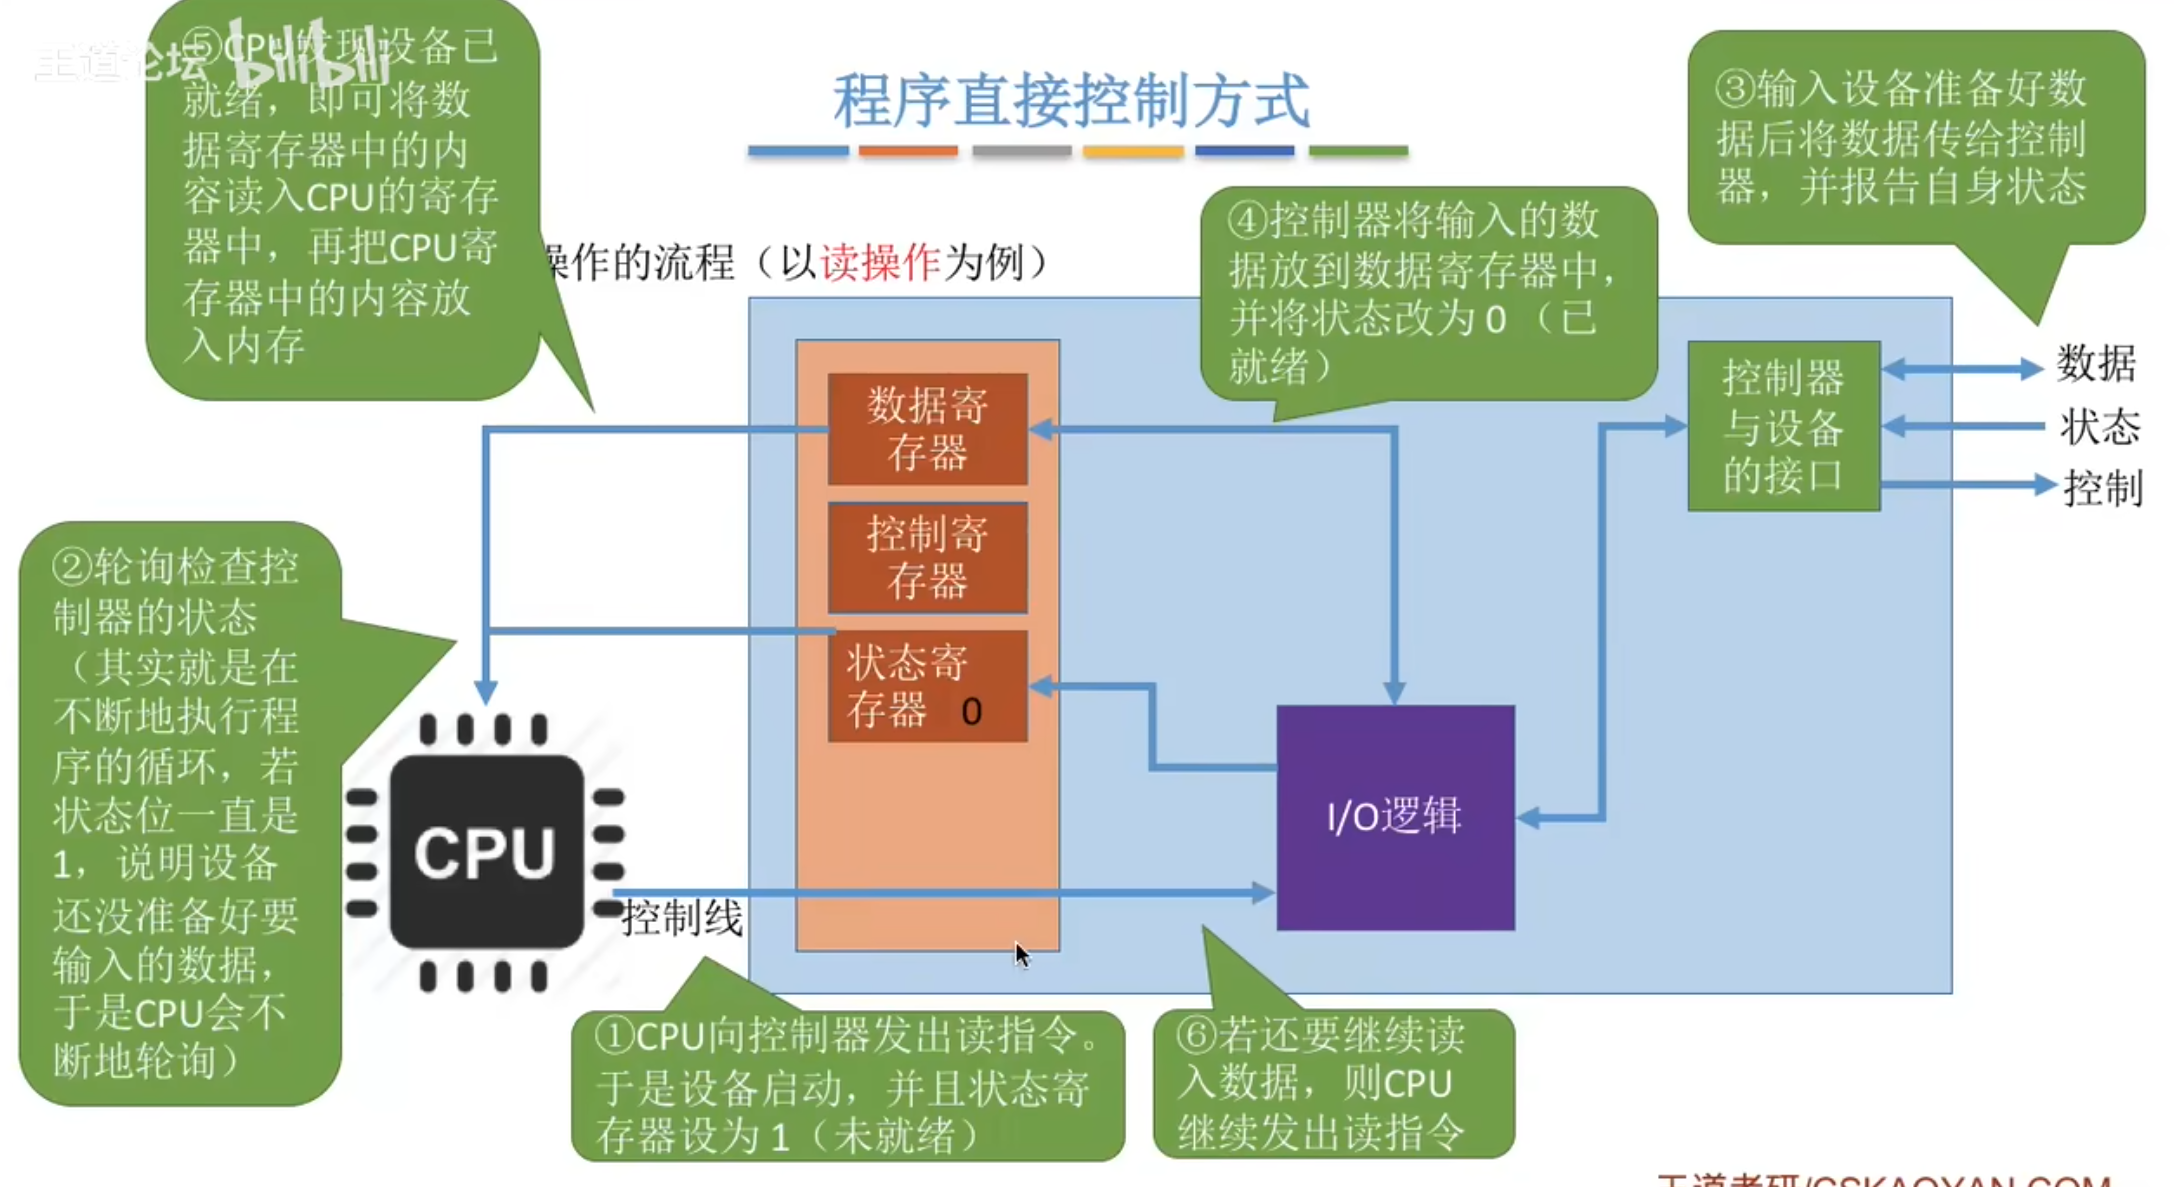 王道论坛 bilibili
程序直接控制方式
⑤CPU发现设备已
就绪，即可将数
据寄存器中的内
容读入CPU的寄存
器中，再把CPU寄
存器中的内容放
入内存
操作的流程（以读操作为例）
③输入设备准备好数
据后将数据传给控制
器，并报告自身状态
④控制器将输入的数
据放到数据寄存器中，
并将状态改为0（已
就绪）
数据寄
存器
控制寄
存器
状态寄
存器 0
控制器
与设备
的接口
数据
状态
控制
②轮询检查控
制器的状态
（其实就是在
不断地执行程
序的循环，若
状态位一直是
1，说明设备
还没准备好要
输入的数据，
于是CPU会不
断地轮询）
CPU
控制线
I/O逻辑
①CPU向控制器发出读指令。
于是设备启动，并且状态寄
存器设为1（未就绪）
⑥若还要继续读
入数据，则CPU
继续发出读指令
王道考研/CSKAOYAN.COM